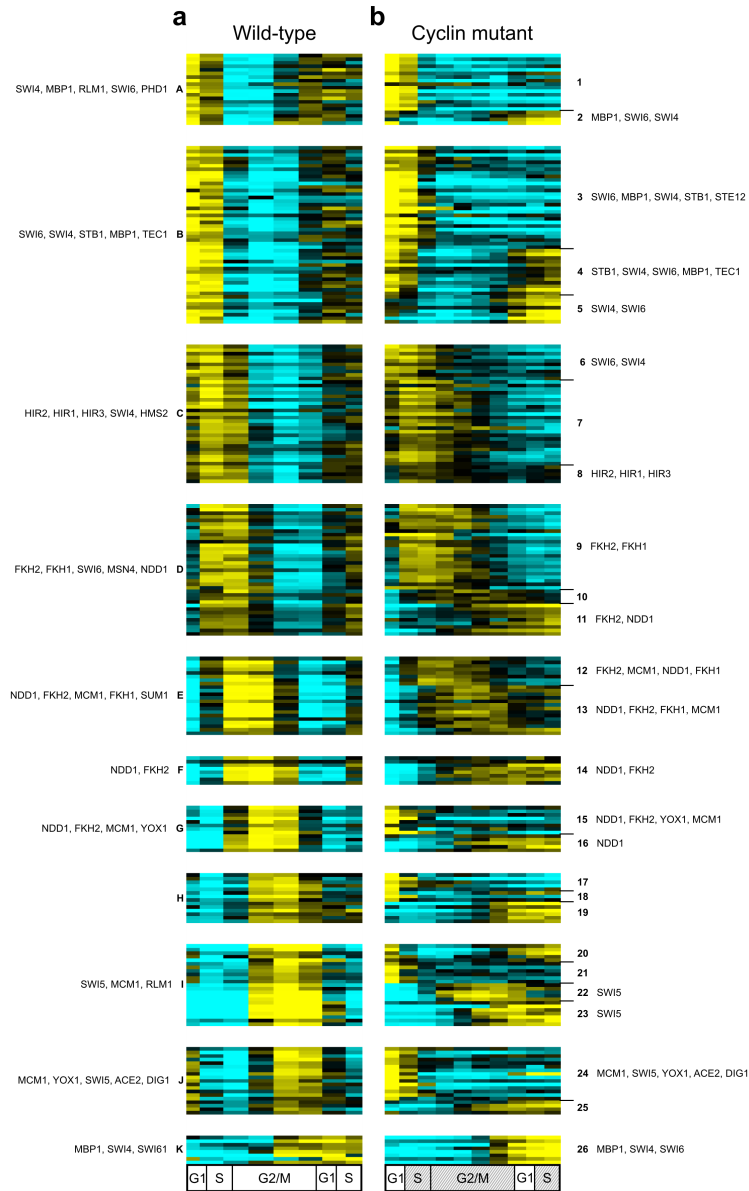 a b
Wild-type Cyclin mutant
SWI4, MBP1, RLM1, SWI6, PHD1 A
1
2 MBP1, SWI6, SWI4
3 SWI6, MBP1, SWI4, STB1, STE12
SWI6, SWI4, STB1, MBP1, TEC1 B
4 STB1, SWI4, SWI6, MBP1, TEC1
5 SWI4, SWI6
6 SWI6, SWI4
HIR2, HIR1, HIR3, SWI4, HMS2 C
7
8 HIR2, HIR1, HIR3
9 FKH2, FKH1
FKH2, FKH1, SWI6, MSN4, NDD1 D
10
11 FKH2, NDD1
12 FKH2, MCM1, NDD1, FKH1
NDD1, FKH2, MCM1, FKH1, SUM1 E
13 NDD1, FKH2, FKH1, MCM1
NDD1, FKH2 F 14 NDD1, FKH2
15 NDD1, FKH2, YOX1, MCM1
NDD1, FKH2, MCM1, YOX1 G
16 NDD1
17
H 18
19
20
21
SWI5, MCM1, RLM1 I
22 SWI5
23 SWI5
24 MCM1, SWI5, YOX1, ACE2, DIG1
MCM1, YOX1, SWI5, ACE2, DIG1 J
25
MBP1, SWI4, SWI61 K 26 MBP1, SWI4, SWI6
G1 S G2/M G1 S G1 S G2/M G1 S